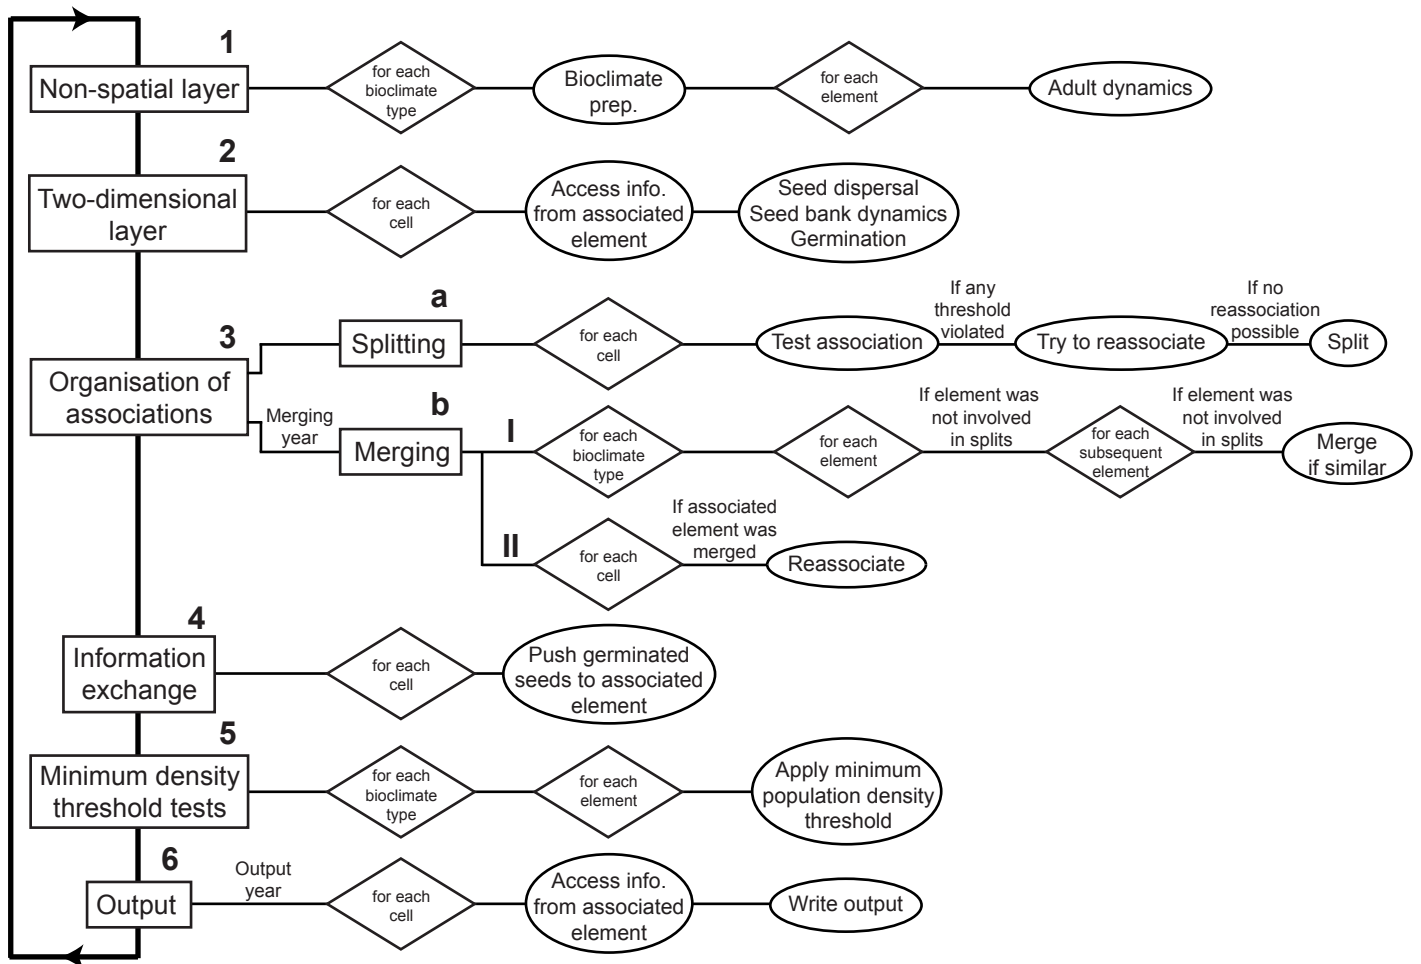 1
Non-spatial layer
for each
bioclimate
type
Bioclimate
prep.
for each
element
Adult dynamics
2
Two-dimensional
layer
for each
cell
Access info.
from associated
element
Seed dispersal
Seed bank dynamics
Germination
3
Organisation of
associations
a
Splitting
for each
cell
Test association
If any
threshold
violated
Try to reassociate
If no
reassociation
possible
Split
Merging
year
b
Merging
I
for each
bioclimate
type
for each
element
If element was
not involved
in splits
for each
subsequent
element
If element was
not involved
in splits
Merge
if similar
II
for each
cell
If associated
element was
merged
Reassociate
4
Information
exchange
for each
cell
Push germinated
seeds to associated
element
5
Minimum density
threshold tests
for each
bioclimate
type
for each
element
Apply minimum
population density
threshold
6
Output
Output
year
for each
cell
Access info.
from associated
element
Write output